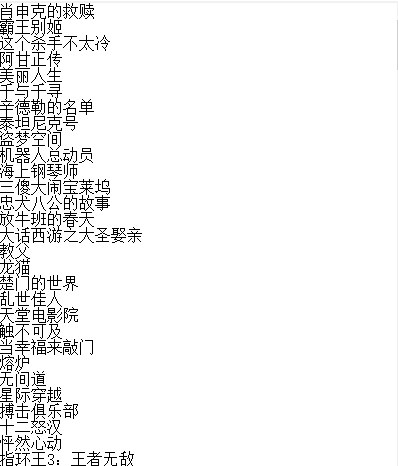 肖申克的救赎
霸王别姬
这个杀手不太冷
阿甘正传
美丽人生
千与千寻
辛德勒的名单
泰坦尼克号
盗梦空间
机器人总动员
海上钢琴师
三傻大闹宝莱坞
忠犬八公的故事
放牛班的春天
大话西游之大圣娶亲
教父
龙猫
楚门的世界
乱世佳人
天堂电影院
触不可及
当幸福来敲门
熔炉
无间道
星际穿越
搏击俱乐部
十二怒汉
怦然心动
指环王3：王者无敌